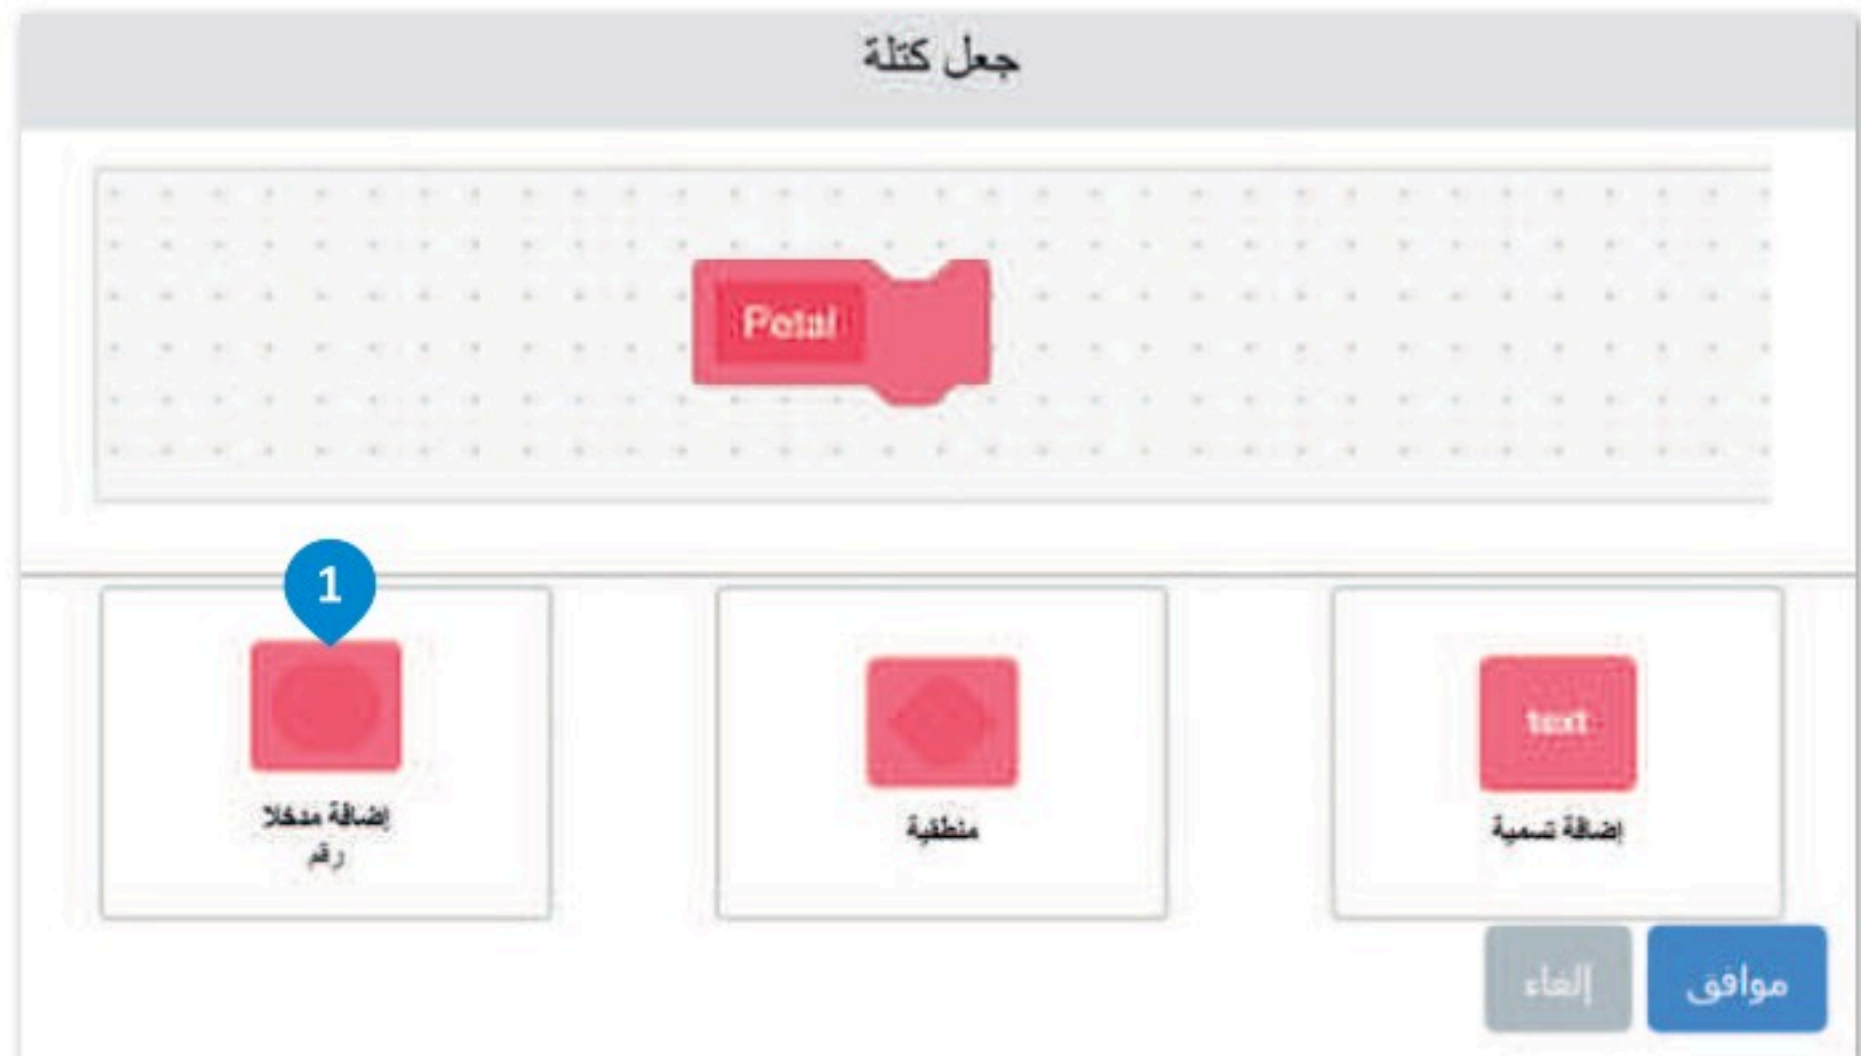 جعل كتلة
Petal
1
text
إضافة تسمية
منطقية
إضافة مدخلا
رقم
موافق
إلغاء